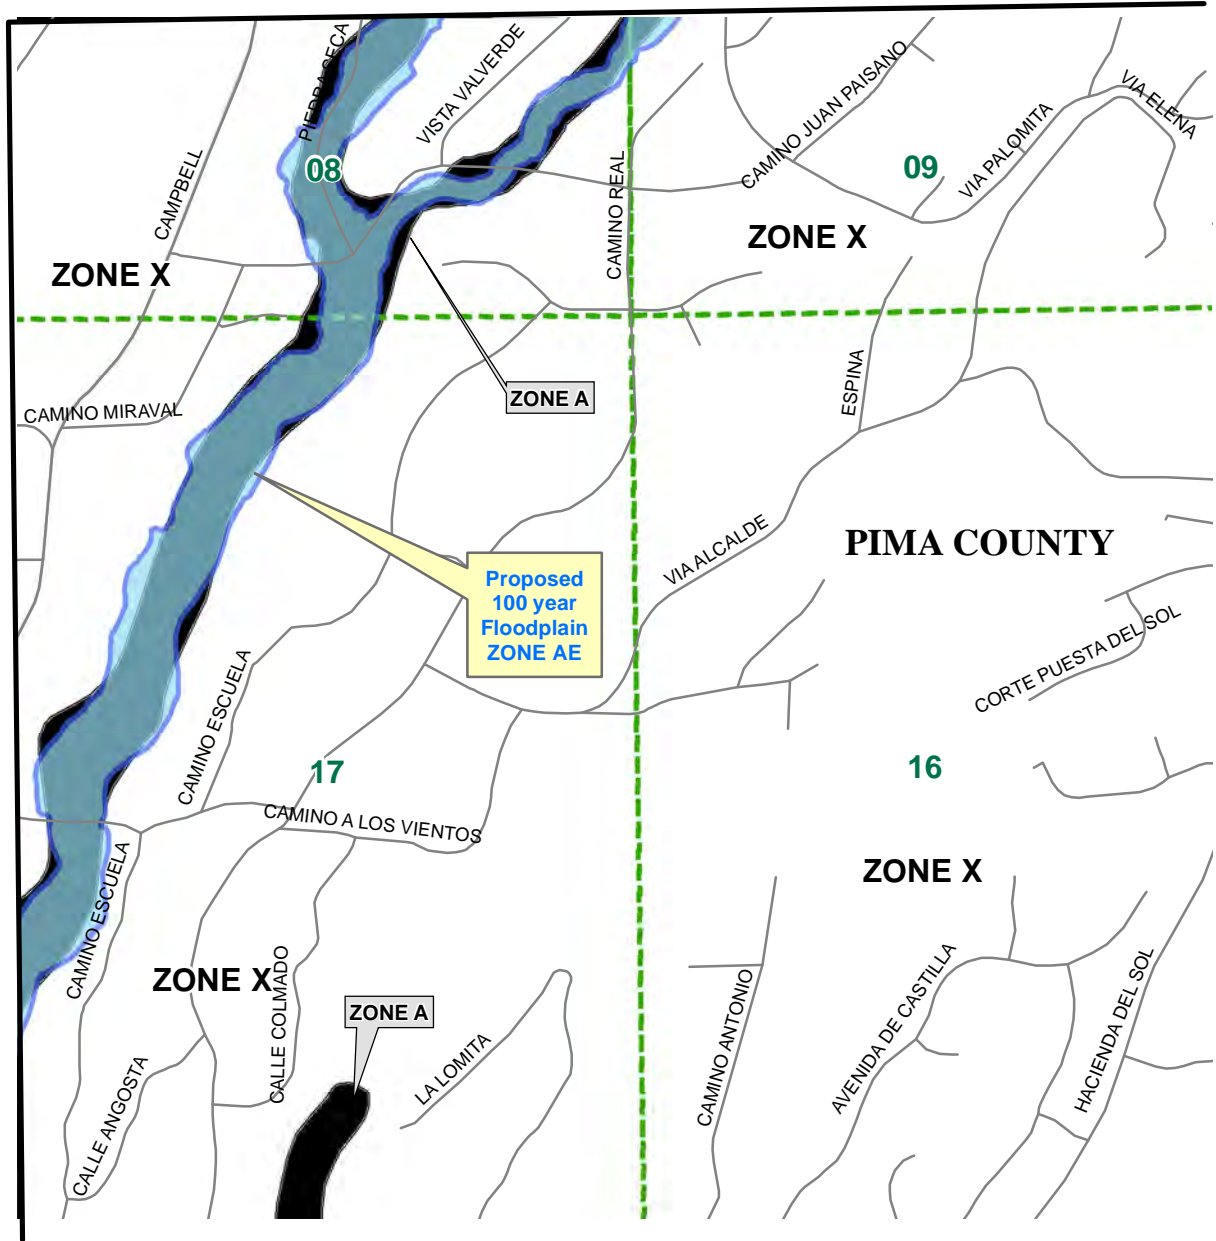 PIEDRA SECA
VISTA VALVERDE
CAMINO JUAN PAISANO
VIA ELENA
VIA PALOMITA
08
09
CAMPBELL
CAMINO REAL
ZONE X
ZONE X
ESPINA
ZONE A
CAMINO MIRAVAL
VIA ALCALDE
PIMA COUNTY
Proposed
100 year
Floodplain
ZONE AE
CORTE PUESTA DEL SOL
CAMINO ESCUELA
17
16
CAMINO A LOS VIENTOS
ZONE X
CAMINO ESCUELA
ZONE X
CALLE COLMADO
ZONE A
LA LOMITA
CAMINO ANTONIO
AVENIDA DE CASTILLA
HACIENDA DEL SOL
CALLE ANGOSTA